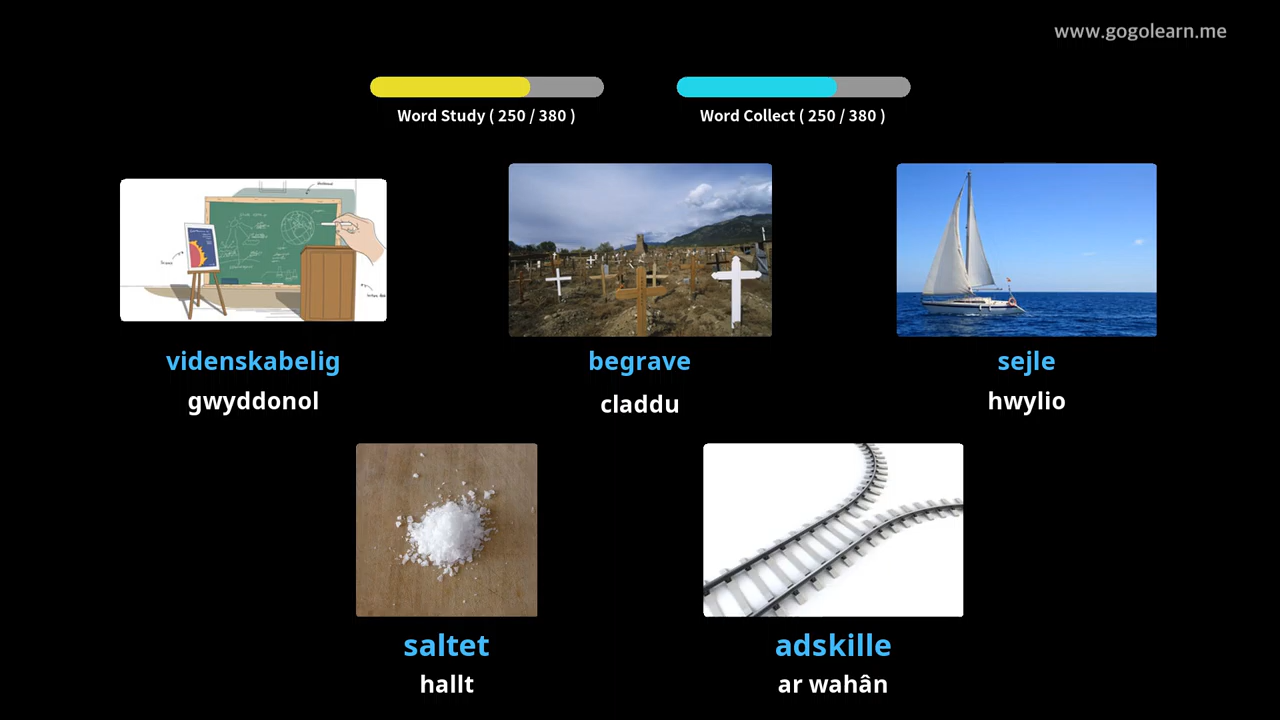 www.gogolearn.me
Word Study ( 250 / 380 )
Word Collect ( 250 / 380 )
videnskabelig
gwyddonol
begrave
claddu
sejle
hwylio
saltet
hallt
adskille
ar wahân